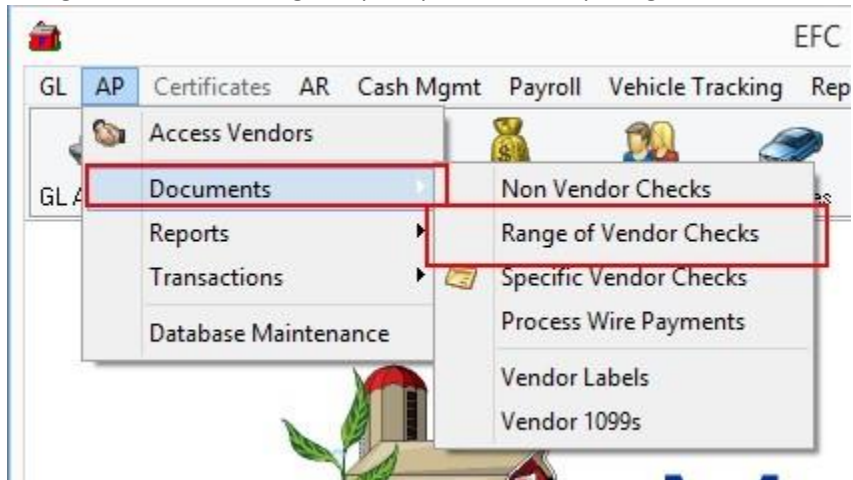 EFC
GL AP Certificates AR Cash Mgmt Payroll Vehicle Tracking Rep
Access Vendors
GL A
Documents
Reports
Transactions
Database Maintenance
Non Vendor Checks
Range of Vendor Checks
Specific Vendor Checks
Process Wire Payments
Vendor Labels
Vendor 1099s